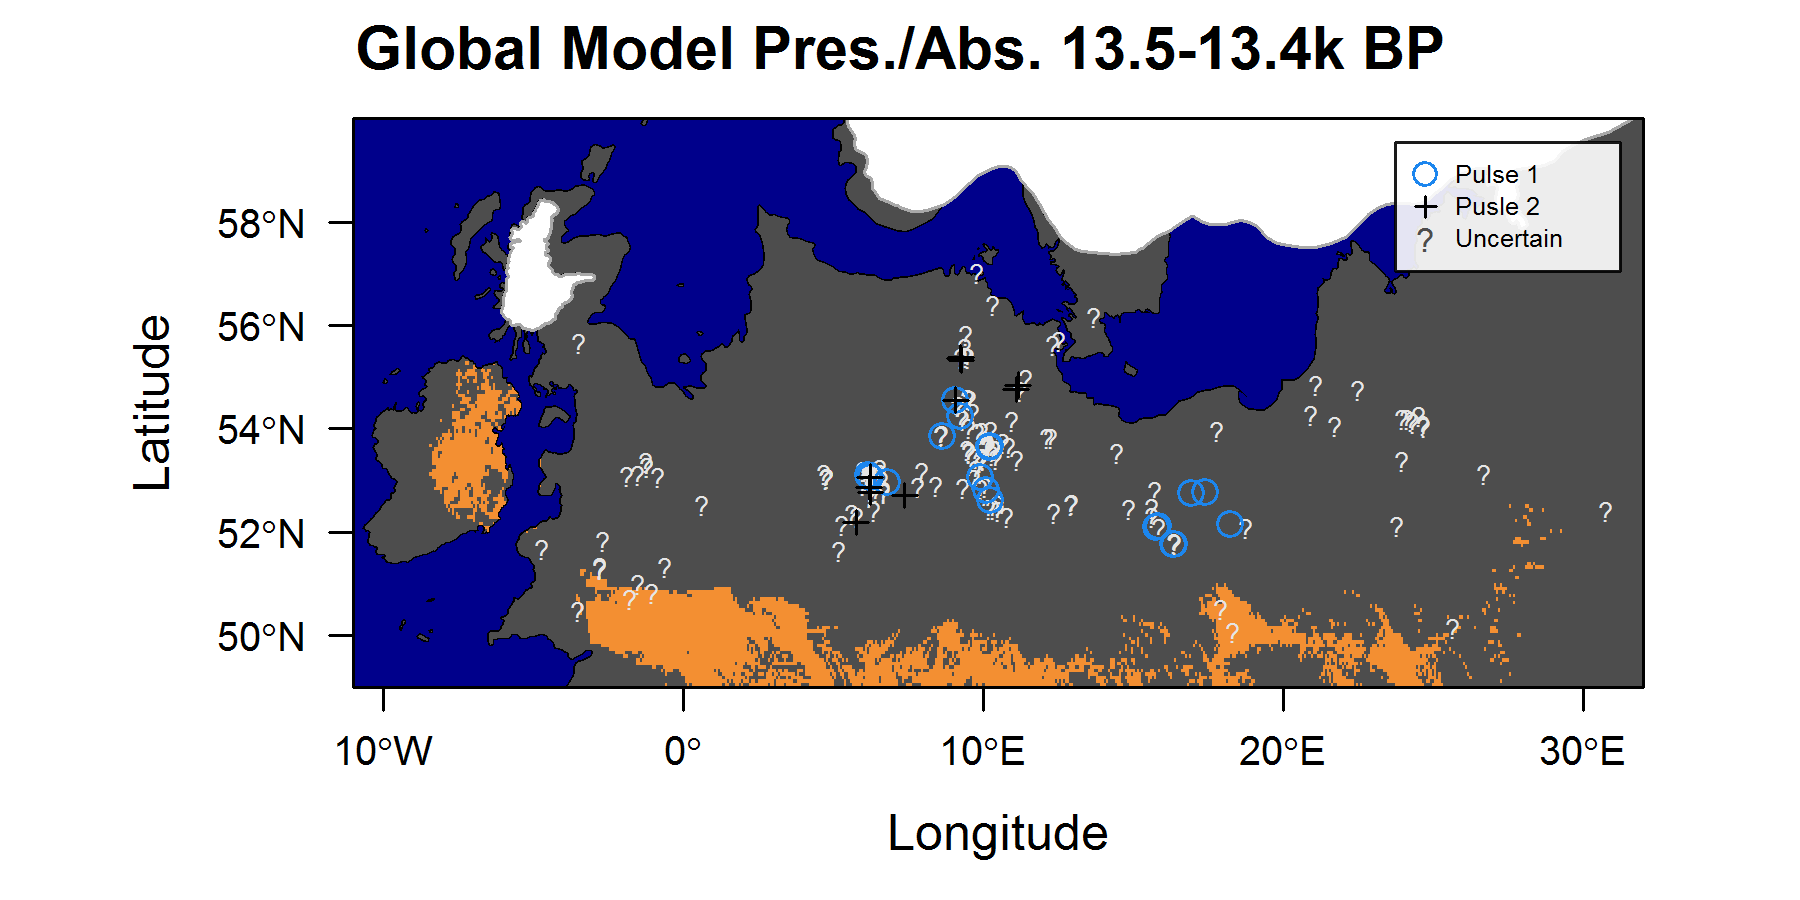 Global Model Pres./Abs. 13.5-13.4k BP
Pulse 1
Pusle 2
? Uncertain
58°N
56°N
54°N
52°N
50°N
Latitude
10°W 0° 10°E 20°E 30°E
Longitude